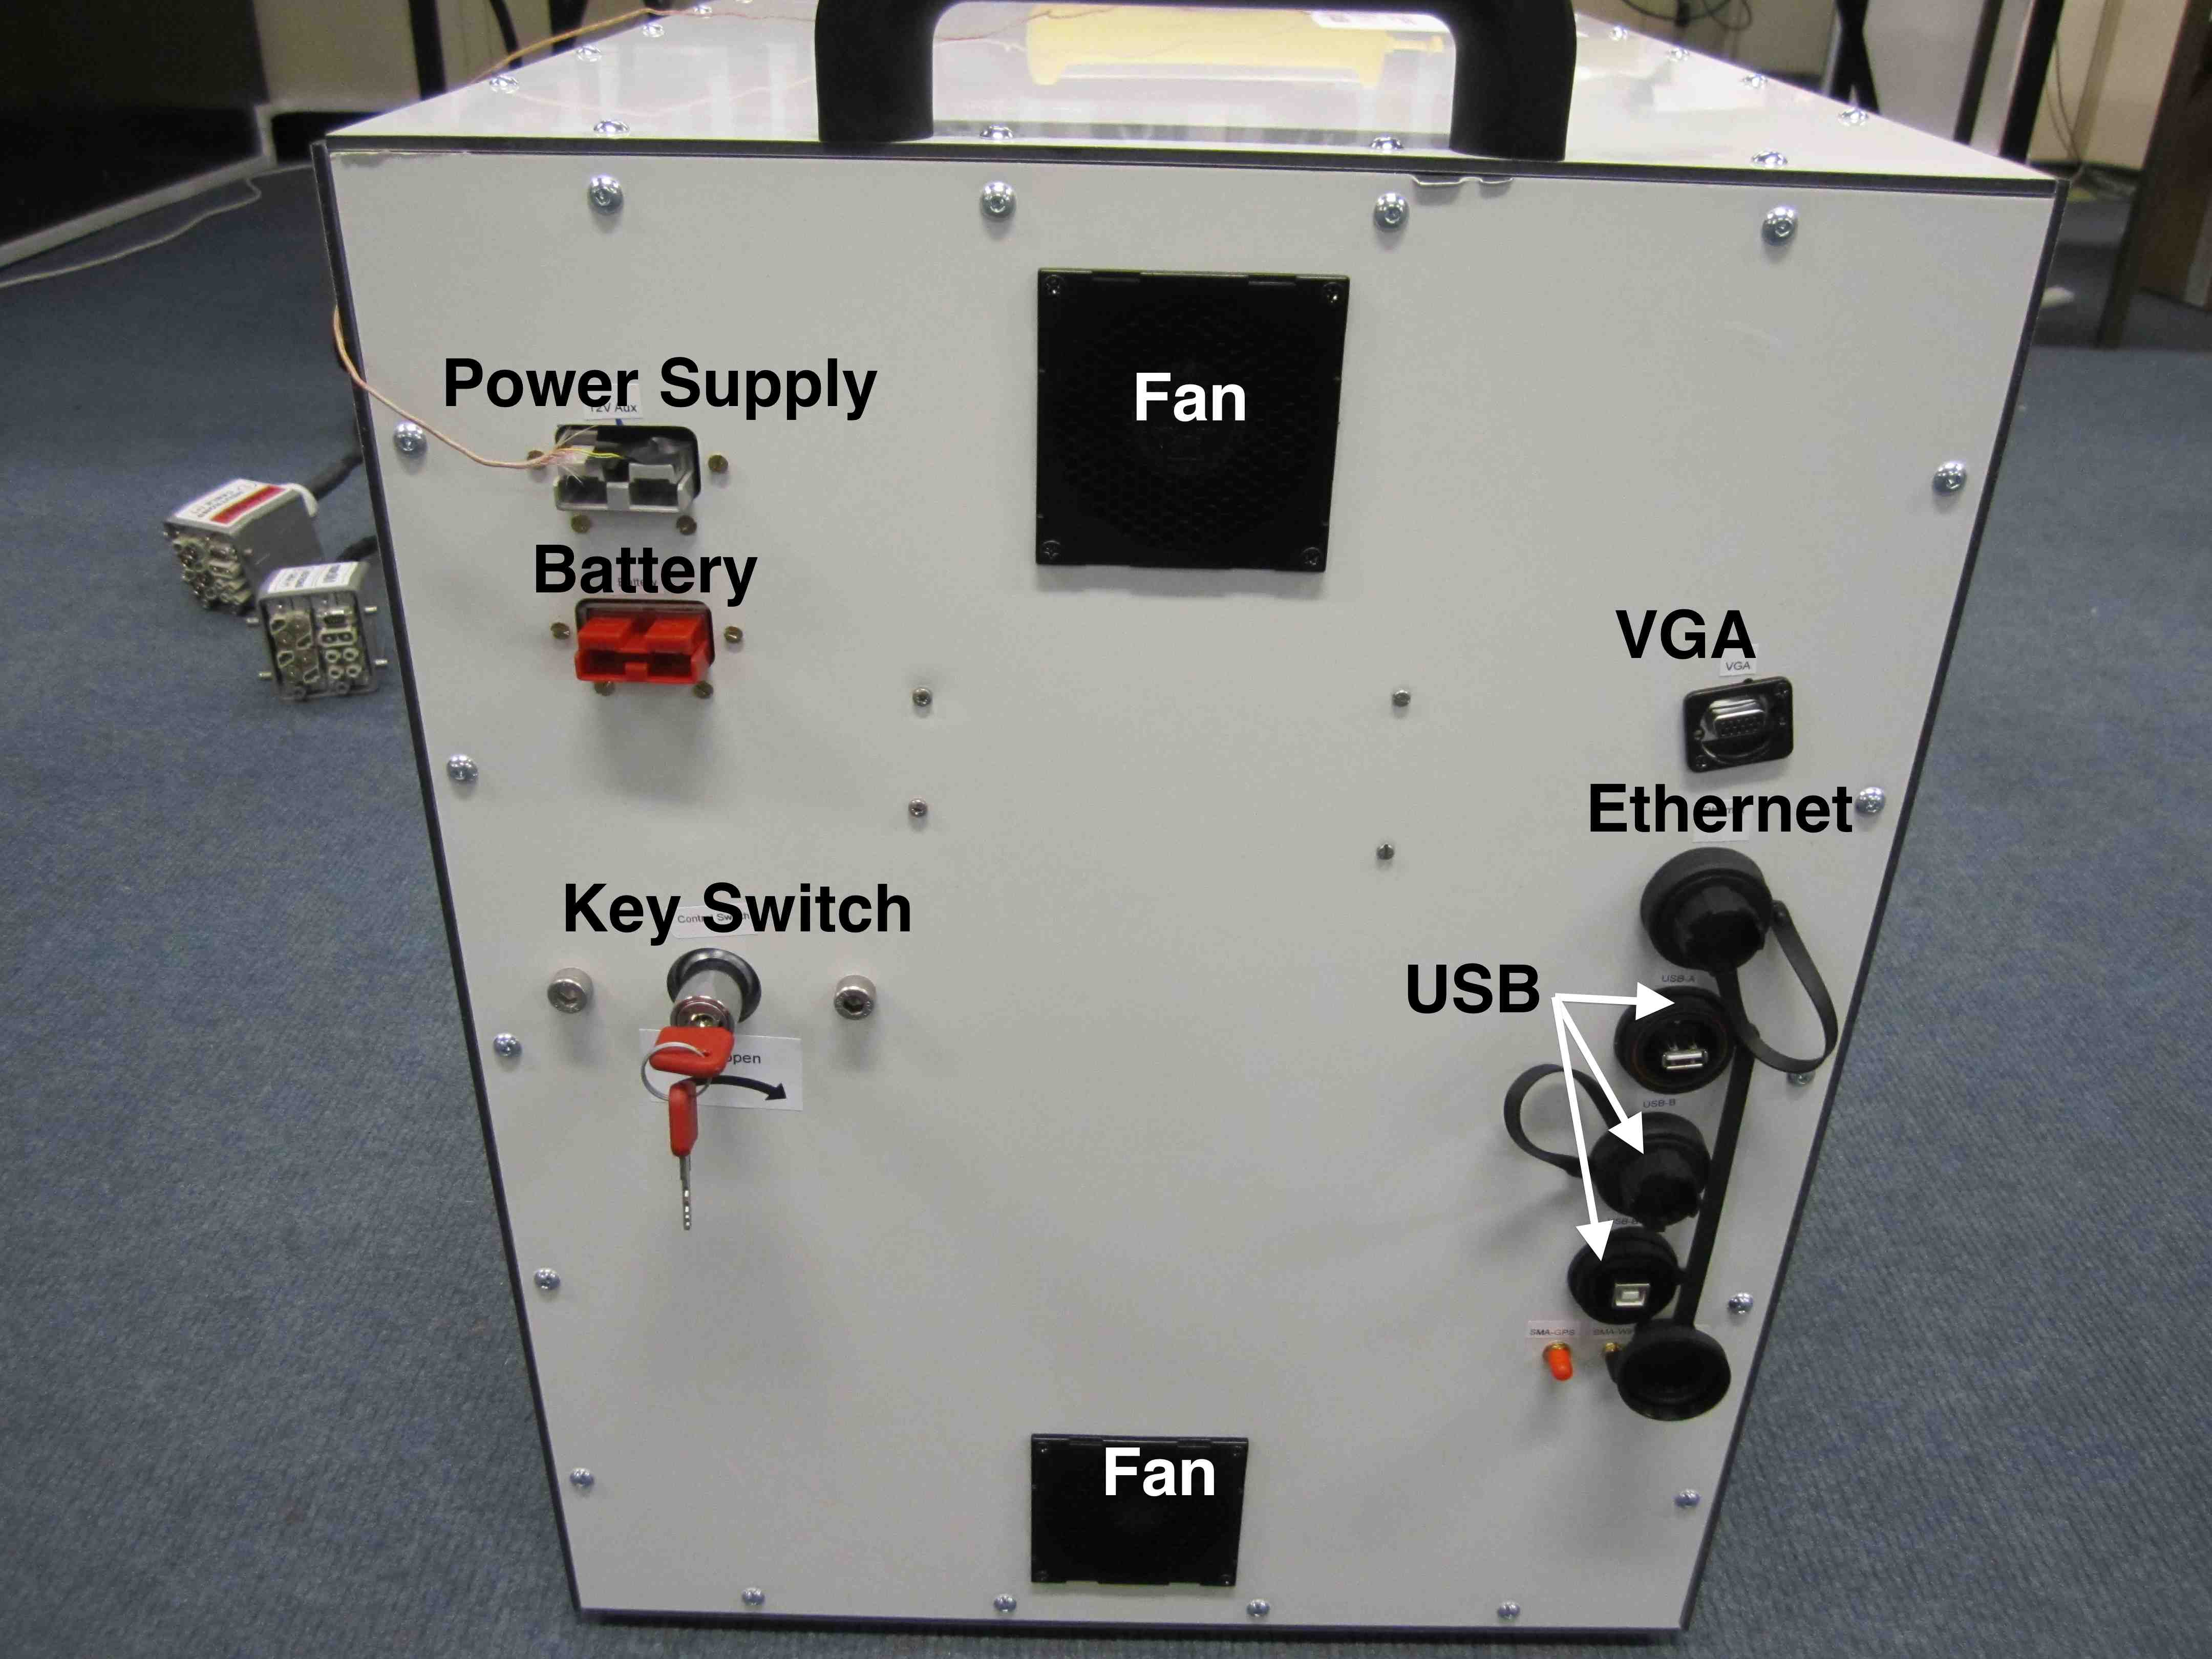 Power Supply
12V Aux
Fan
Battery
VGA
VGA
Ethernet
Key Switch
open
USB
USB-A
USB-B
SMA-GPS
Fan